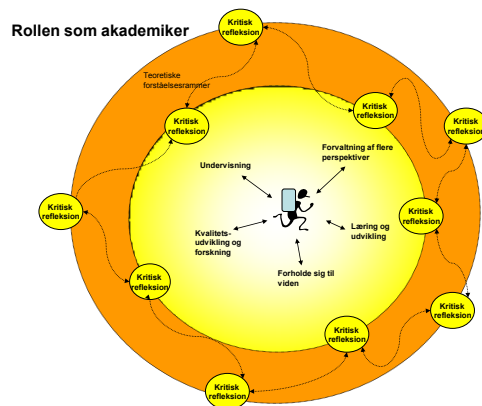 Rollen som akademiker
Kritisk
refleksion
Teoretiske
forståelsesrammer
Kritisk
refleksion
Kritisk
refleksion
Kritisk
refleksion
Forvaltning af flere
perspektiver
Undervisning
Kritisk
refleksion
Kritisk
refleksion
Kvalitets-
udvikling og
forskning
Læring og
udvikling
Forholde sig til
viden
Kritisk
refleksion
Kritisk
refleksion
Kritisk
refleksion
Kritisk
refleksion